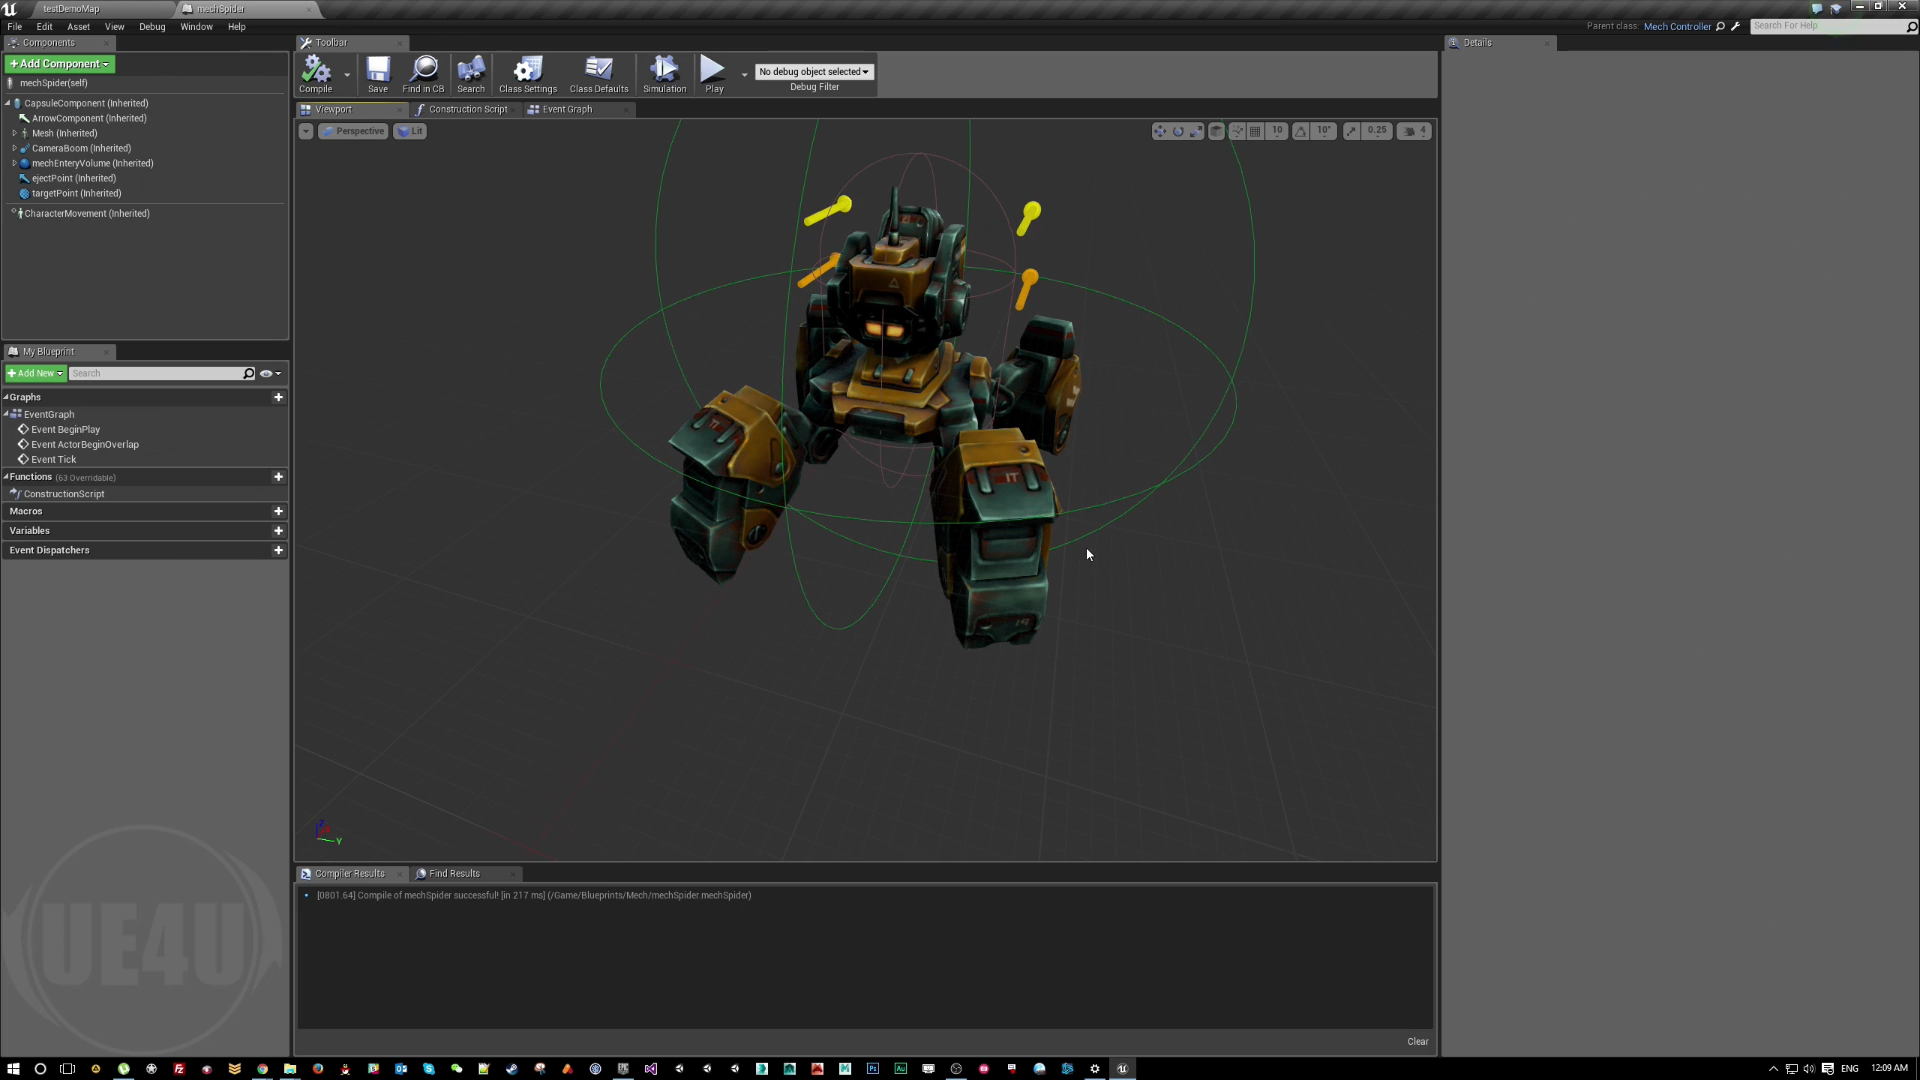 testDemoMap
mechSpider
File Edit Asset View Debug Window Help
Parent class: Mech Controller
Search For Help
Components
+Add Component
mechSpider(self)
CapsuleComponent (Inherited)
ArrowComponent (Inherited)
Mesh (Inherited)
CameraBoom (Inherited)
mechEnteryVolume (Inherited)
ejectPoint (Inherited)
targetPoint (Inherited)
CharacterMovement (Inherited)
My Blueprint
+Add New
Search
Graphs
EventGraph
Event BeginPlay
Event ActorBeginOverlap
Event Tick
Functions (63 Overridable)
ConstructionScript
Macros
Variables
Event Dispatchers
UE4U
Toolbar
Compile
Save
Find in CB
Search
Class Settings
Class Defaults
Simulation
Play
No debug object selected
Debug Filter
Viewport
Construction Script
Event Graph
Perspective
Lit
10
10°
0.25
4
IT
19
Z
Y
Compiler Results
Find Results
[0801.64] Compile of mechSpider successful! [in 217 ms] (/Game/Blueprints/Mech/mechSpider.mechSpider)
Clear
Details
ENG
12:09 AM